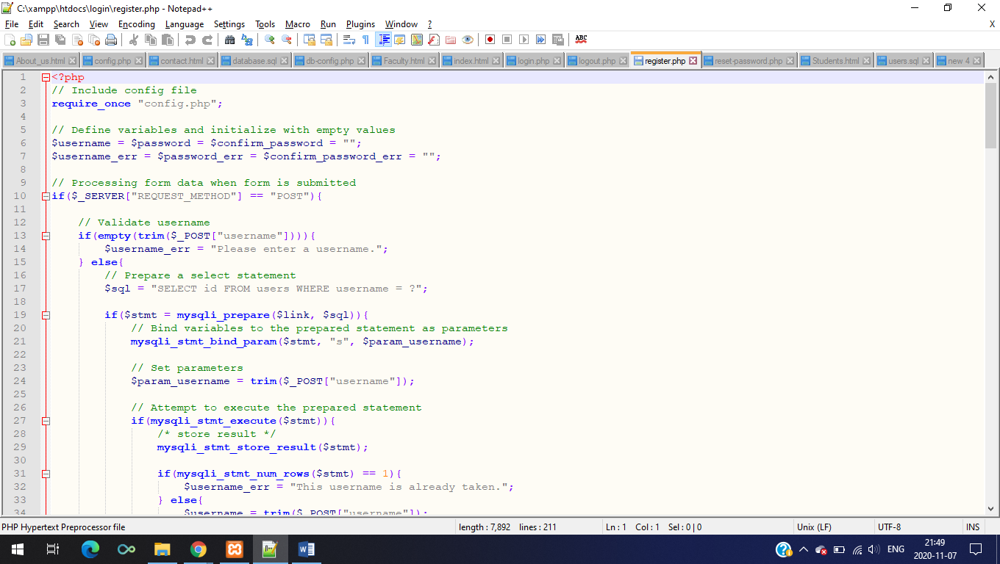 C:\xampp\htdocs\login\register.php - Notepad++
File Edit Search View Encoding Language Settings Tools Macro Run Plugins Window ? X
ABC
About_us.html config.php contact.html database.sql db-config.php Faculty.html index.html login.php logout.php register.php reset-password.php Students.html users.sql new 4
1 <?php
2 // Include config file
3 require_once "config.php";
4
5 // Define variables and initialize with empty values
6 $username = $password = $confirm_password = "";
7 $username_err = $password_err = $confirm_password_err = "";
8
9 // Processing form data when form is submitted
10 if($_SERVER["REQUEST_METHOD"] == "POST"){
11
12 // Validate username
13 if(empty(trim($_POST["username"]))){
14 $username_err = "Please enter a username.";
15 } else{
16 // Prepare a select statement
17 $sql = "SELECT id FROM users WHERE username = ?";
18
19 if($stmt = mysqli_prepare($link, $sql)){
20 // Bind variables to the prepared statement as parameters
21 mysqli_stmt_bind_param($stmt, "s", $param_username);
22
23 // Set parameters
24 $param_username = trim($_POST["username"]);
25
26 // Attempt to execute the prepared statement
27 if(mysqli_stmt_execute($stmt)){
28 /* store result */
29 mysqli_stmt_store_result($stmt);
30
31 if(mysqli_stmt_num_rows($stmt) == 1){
32 $username_err = "This username is already taken.";
33 } else{
34 $username = trim($_POST["username"]);
PHP Hypertext Preprocessor file length : 7,892 lines : 211 Ln : 1 Col : 1 Sel : 0 | 0 Unix (LF) UTF-8 INS
ENG 21:49
2020-11-07